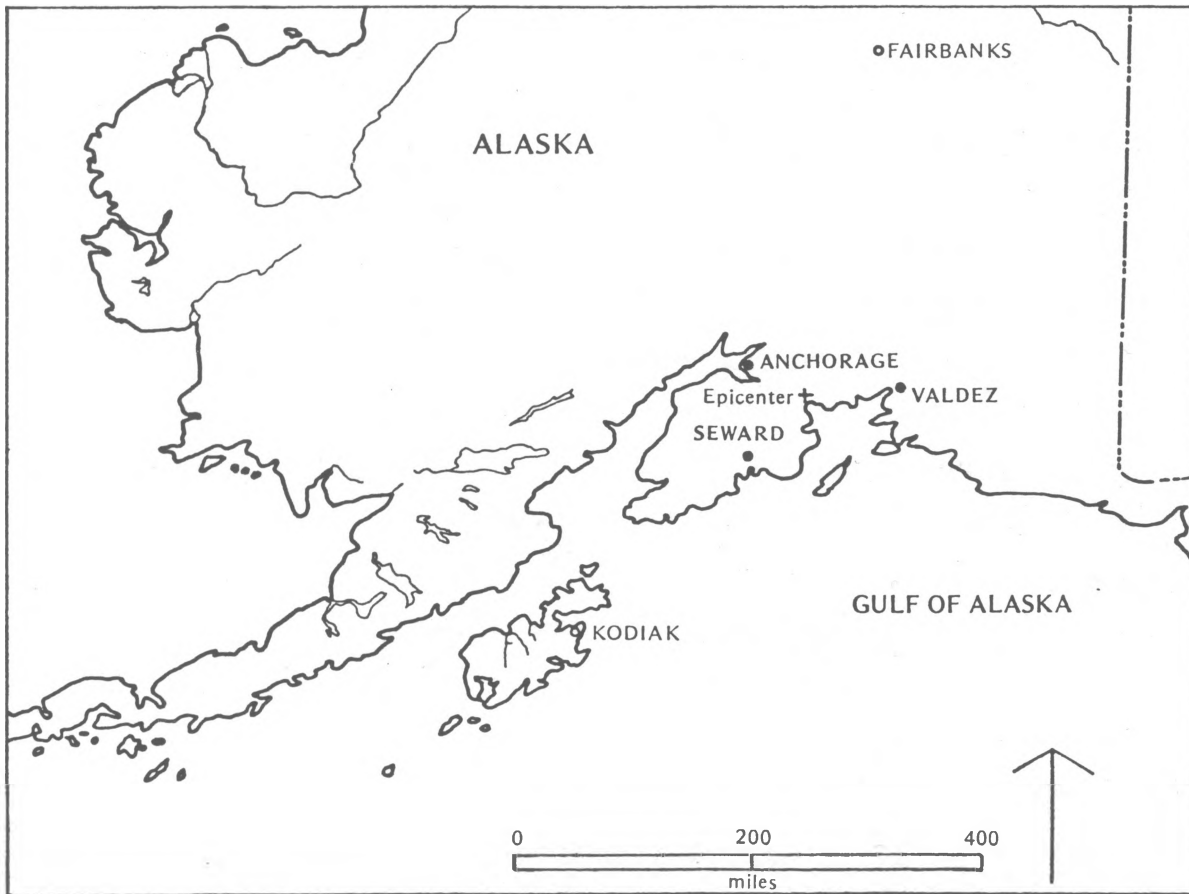 FAIRBANKS
ALASKA
ANCHORAGE
Epicenter
VALDEZ
SEWARD
GULF OF ALASKA
KODIAK
0 200 400
miles